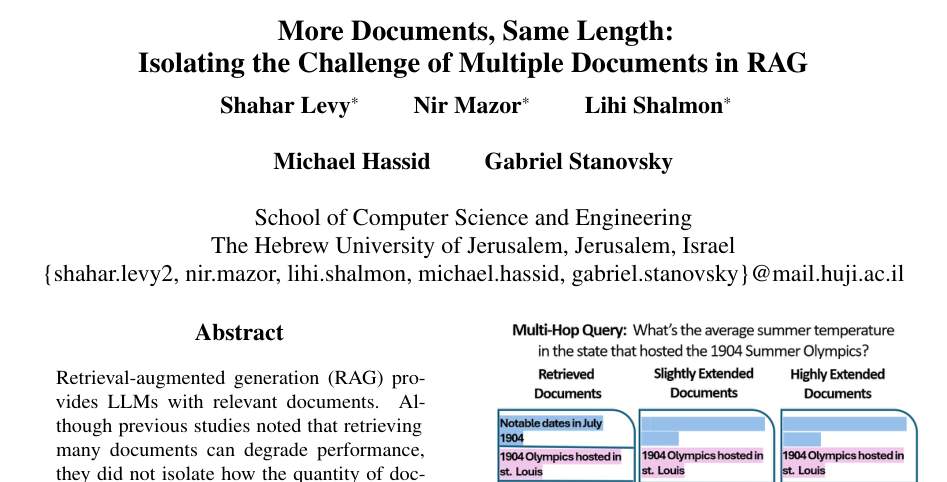 More Documents, Same Length:
Isolating the Challenge of Multiple Documents in RAG
Shahar Levy* Nir Mazor* Lihi Shalmon*
Michael Hassid Gabriel Stanovsky
School of Computer Science and Engineering
The Hebrew University of Jerusalem, Jerusalem, Israel
{shahar.levy2, nir.mazor, lihi.shalmon, michael.hassid, gabriel.stanovsky}@mail.huji.ac.il
Abstract
Retrieval-augmented generation (RAG) pro-
vides LLMs with relevant documents. Al-
though previous studies noted that retrieving
many documents can degrade performance,
they did not isolate how the quantity of doc-
Multi-Hop Query: What's the average summer temperature
in the state that hosted the 1904 Summer Olympics?
Retrieved
Documents
Slightly Extended
Documents
Highly Extended
Documents
Notable dates in July
1904
1904 Olympics hosted in
st. Louis
1904 Olympics hosted in
st. Louis
1904 Olympics hosted in
st. Louis